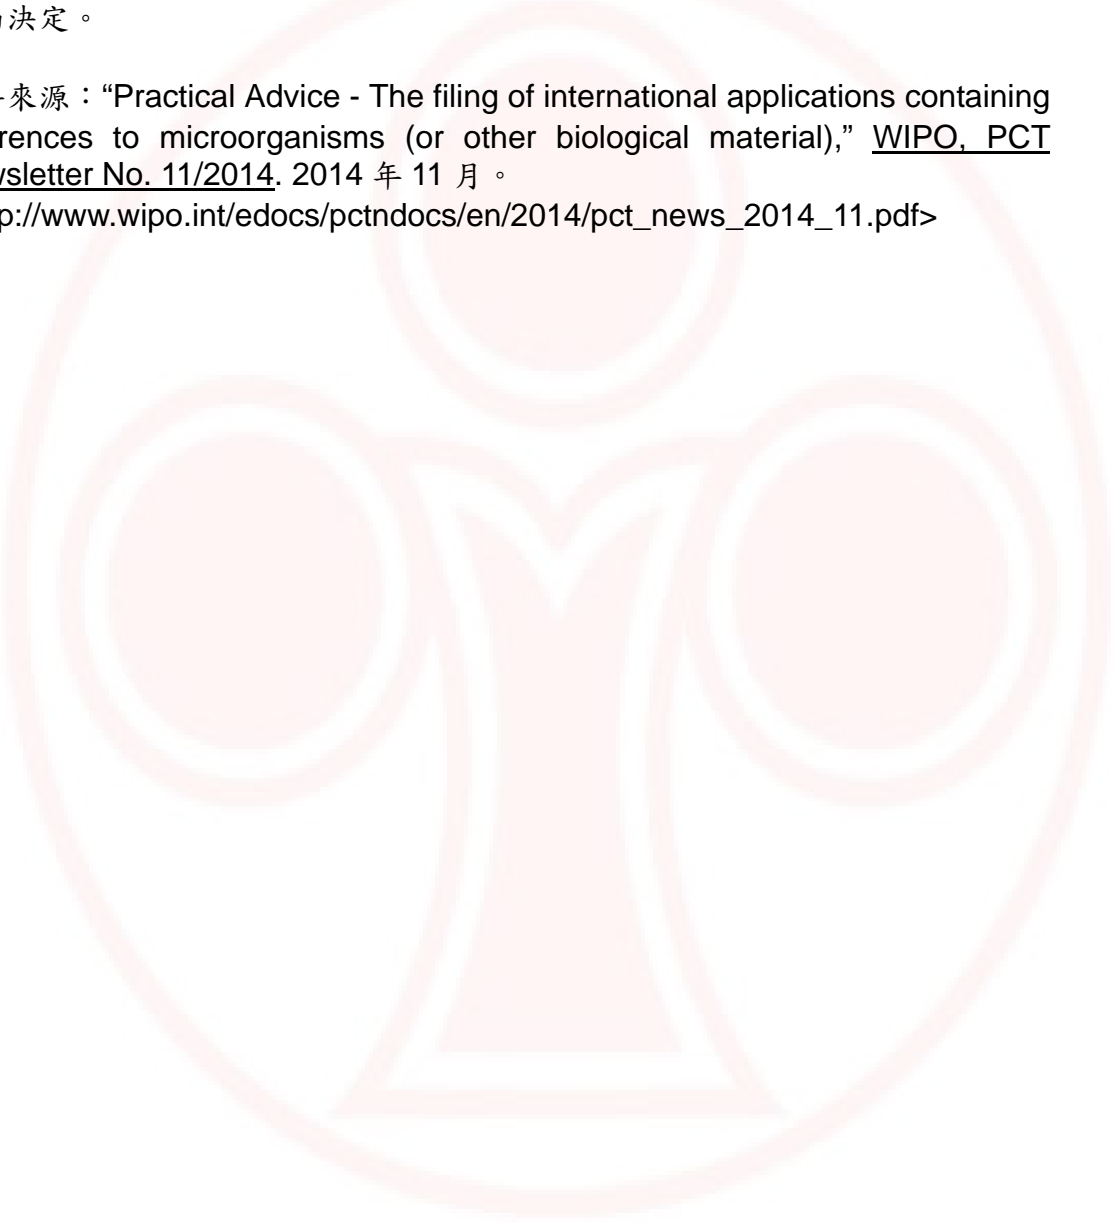 決定。
來源：“Practical Advice - The filing of international applications containing
rences to microorganisms (or other biological material),” WIPO, PCT
wsletter No. 11/2014. 2014 年 11 月。
p://www.wipo.int/edocs/pctndocs/en/2014/pct_news_2014_11.pdf>